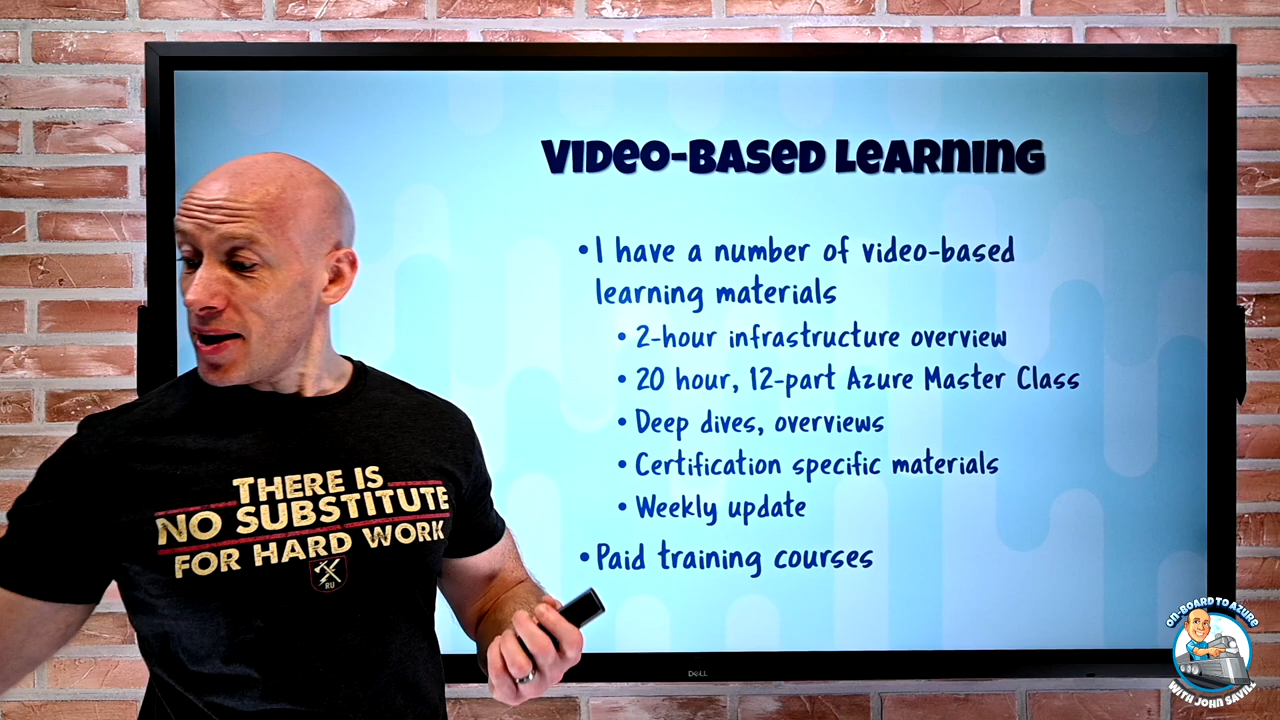 VIDEO-BASED LEARNING
• I have a number of video-based
learning materials
• 2-hour infrastructure overview
• 20 hour, 12-part Azure Master Class
• Deep dives, overviews
• Certification specific materials
• Weekly update
• Paid training courses
THERE IS
NO SUBSTITUTE
FOR HARD WORK
RU
DELL
ON-BOARD TO AZURE
WITH JOHN SAVILL